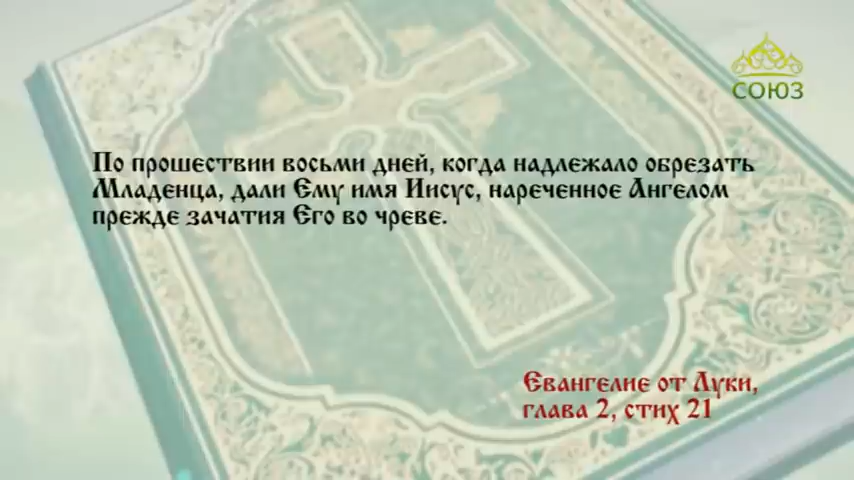 СОЮЗ
По прошествии восьми дней, когда надлежало обрезать
Младенца, дали Ему имя Иисус, нареченное Ангелом
прежде зачатия Его во чреве.
Евангелие от Луки,
глава 2, стих 21